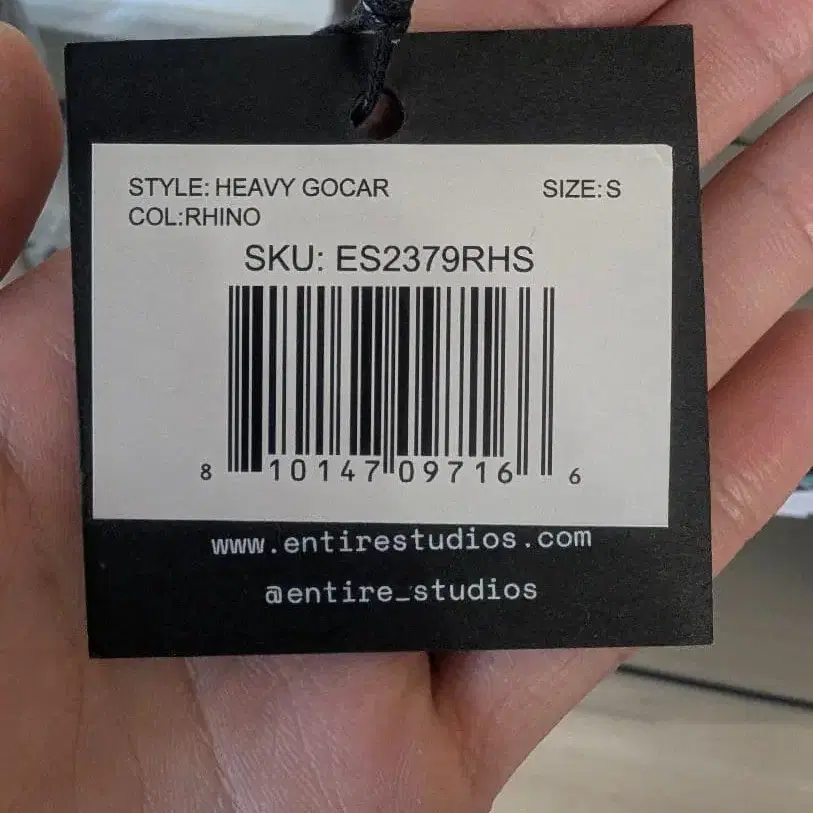 STYLE: HEAVY GOCAR SIZE: S
COL:RHINO
SKU: ES2379RHS
8 10147 09716 6
www.entirestudios.com
@entire_studios